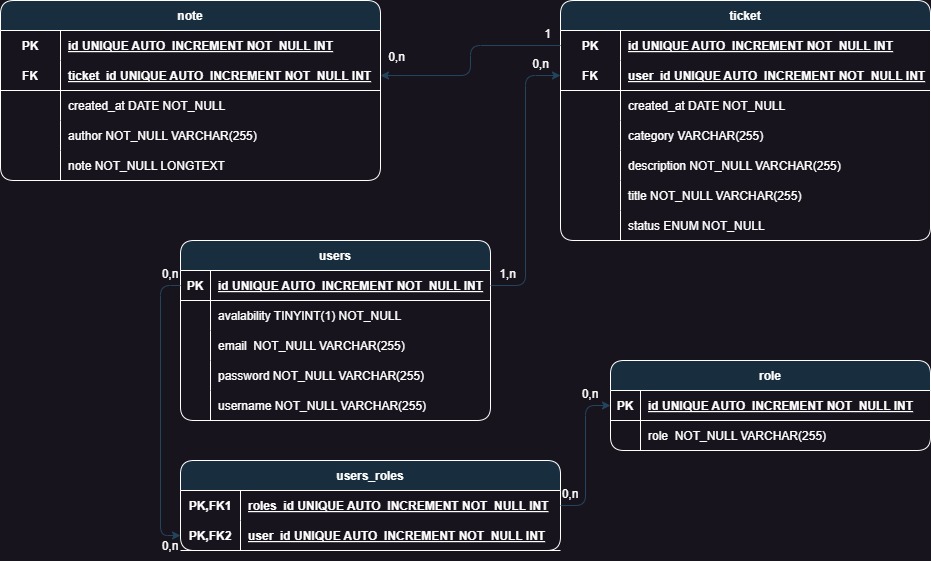 note
PK id UNIQUE AUTO_INCREMENT NOT_NULL INT
FK ticket_id UNIQUE AUTO_INCREMENT NOT_NULL INT
created_at DATE NOT_NULL
author NOT_NULL VARCHAR(255)
note NOT_NULL LONGTEXT
0,n
1
ticket
PK id UNIQUE AUTO_INCREMENT NOT_NULL INT
FK user_id UNIQUE AUTO_INCREMENT NOT_NULL INT
created_at DATE NOT_NULL
category VARCHAR(255)
description NOT_NULL VARCHAR(255)
title NOT_NULL VARCHAR(255)
status ENUM NOT_NULL
0,n
users
PK id UNIQUE AUTO_INCREMENT NOT_NULL INT
avalability TINYINT(1) NOT_NULL
email NOT_NULL VARCHAR(255)
password NOT_NULL VARCHAR(255)
username NOT_NULL VARCHAR(255)
0,n
1,n
role
PK id UNIQUE AUTO_INCREMENT NOT_NULL INT
role NOT_NULL VARCHAR(255)
0,n
users_roles
PK,FK1 roles_id UNIQUE AUTO_INCREMENT NOT_NULL INT
PK,FK2 user_id UNIQUE AUTO_INCREMENT NOT_NULL INT
0,n
0,n